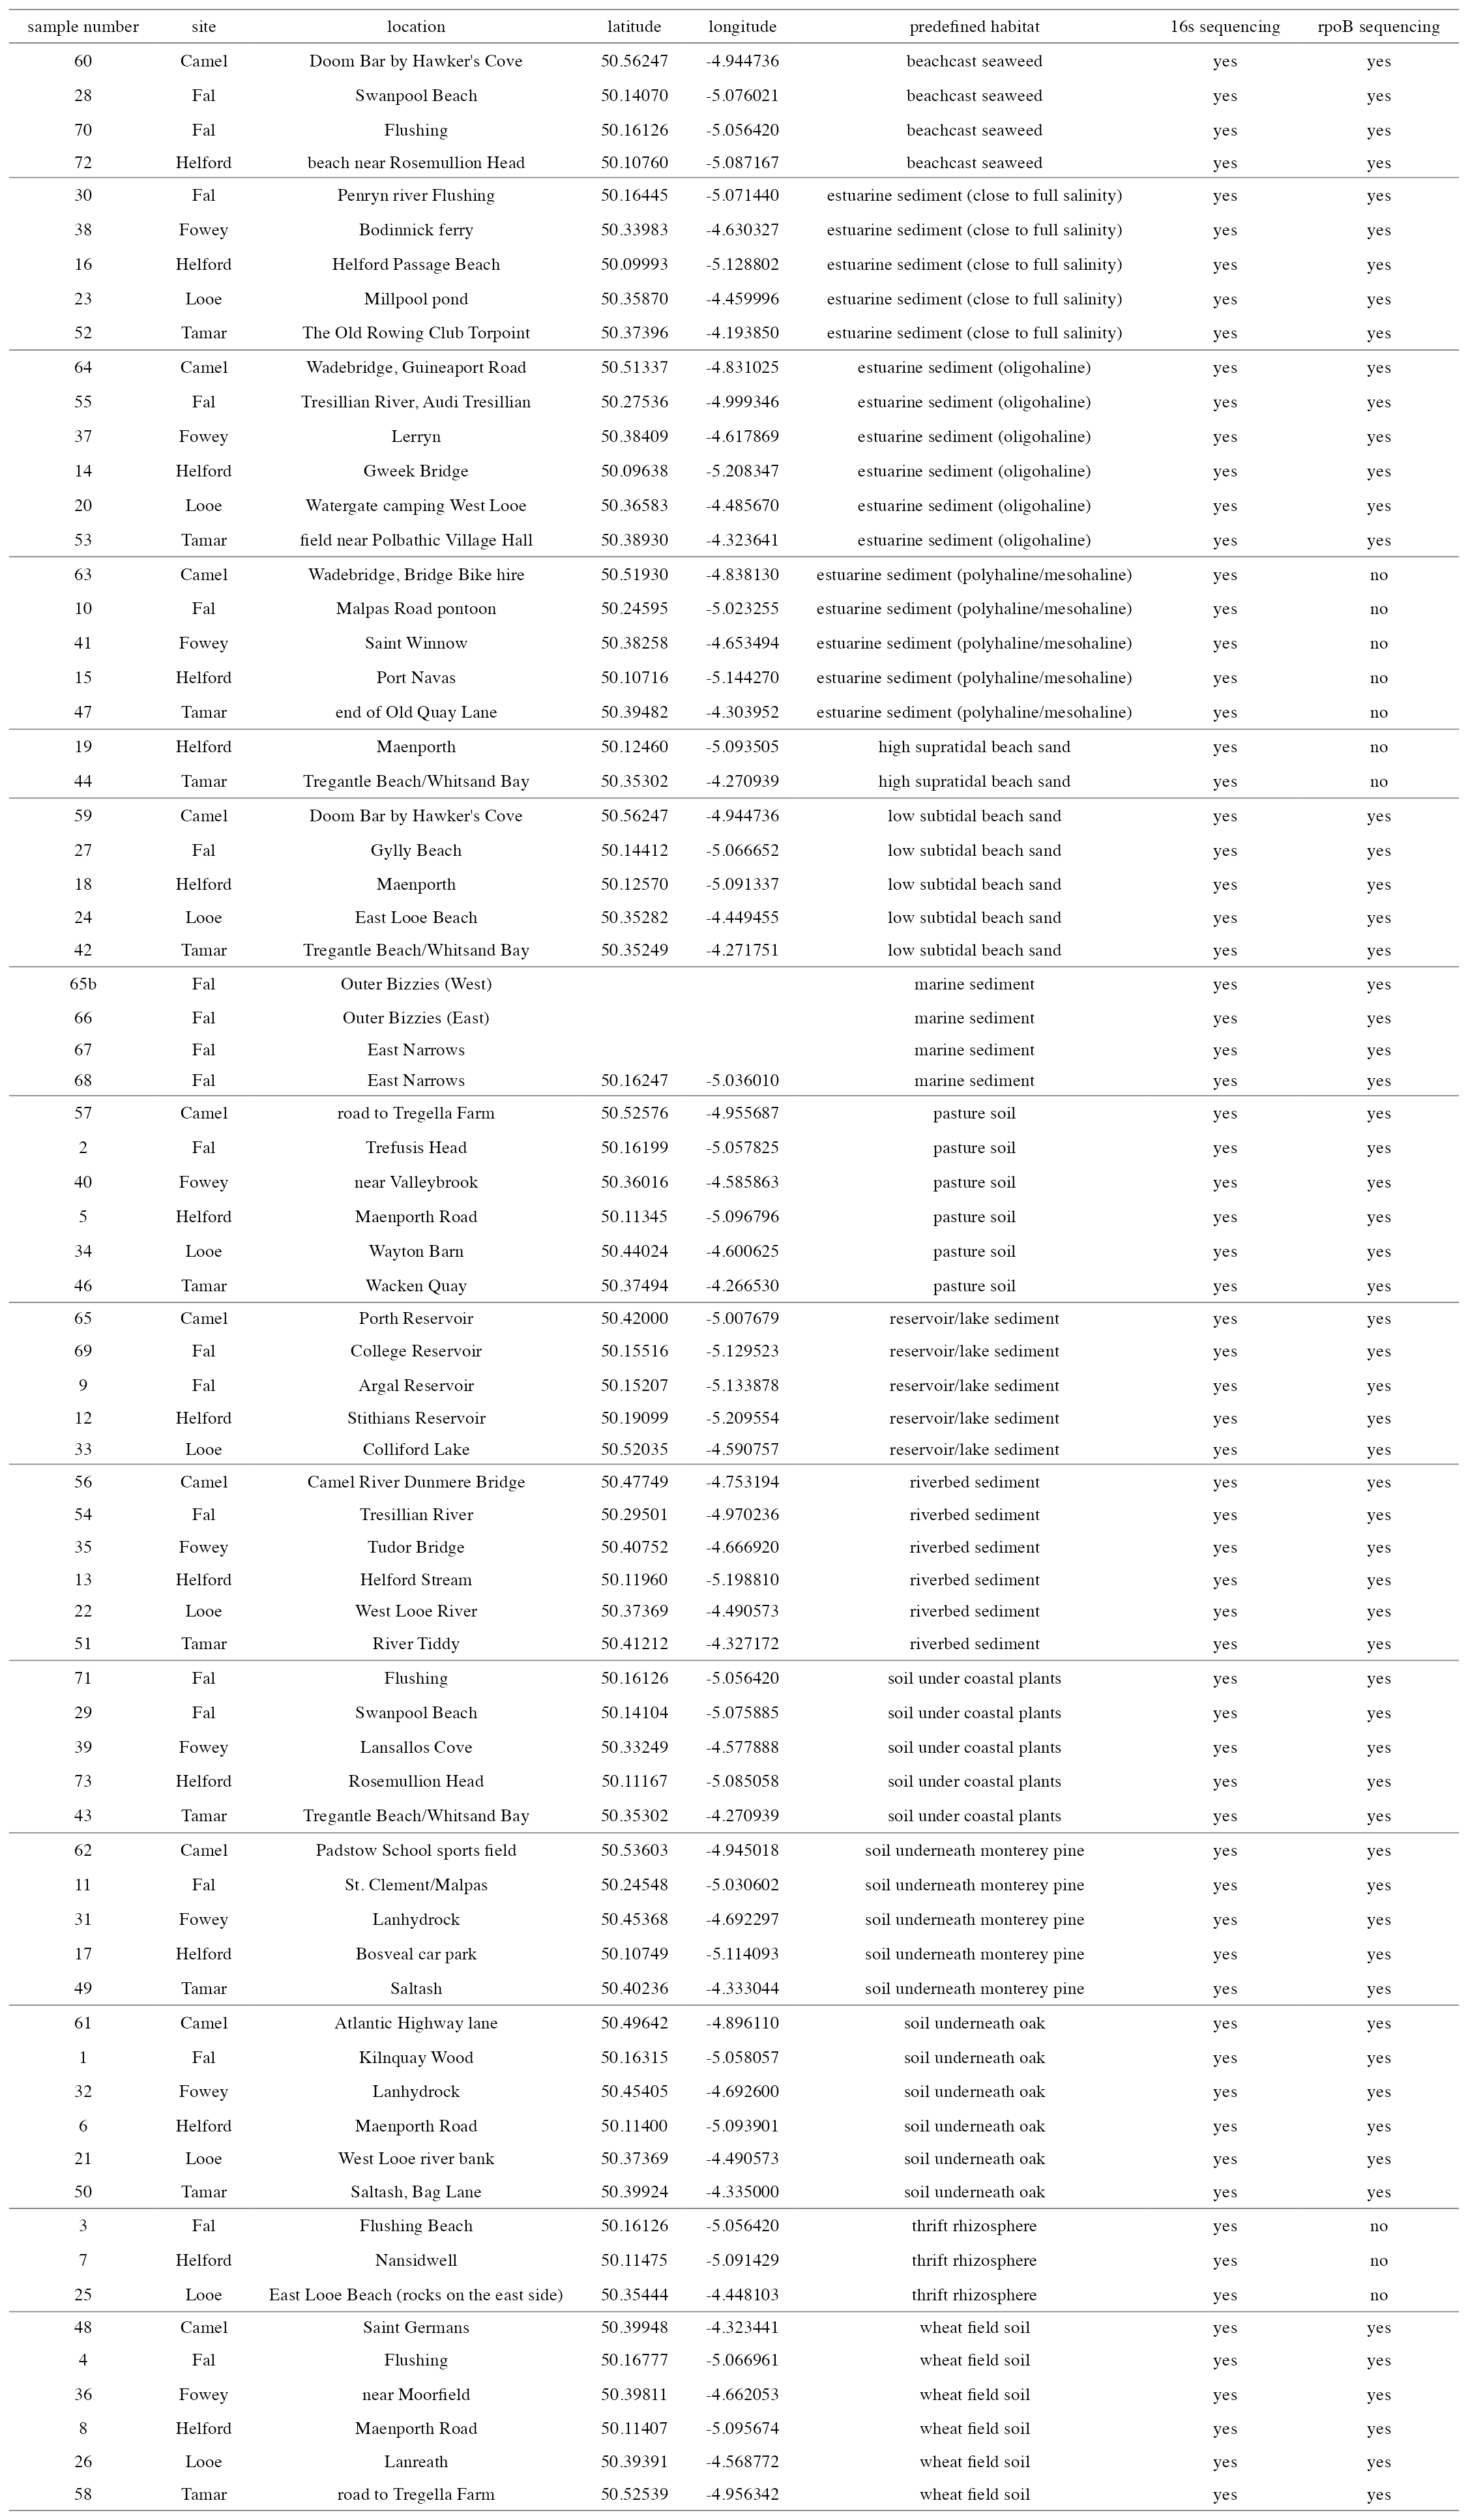 sample number site location latitude longitude predefined habitat 16s sequencing rpoB sequencing
60 Camel Doom Bar by Hawker's Cove 50.56247 -4.944736 beachcast seaweed yes yes
28 Fal Swanpool Beach 50.14070 -5.076021 beachcast seaweed yes yes
70 Fal Flushing 50.16126 -5.056420 beachcast seaweed yes yes
72 Helford beach near Rosemullion Head 50.10760 -5.087167 beachcast seaweed yes yes
30 Fal Penryn river Flushing 50.16445 -5.071440 estuarine sediment (close to full salinity) yes yes
38 Fowey Bodinnick ferry 50.33983 -4.630327 estuarine sediment (close to full salinity) yes yes
16 Helford Helford Passage Beach 50.09993 -5.128802 estuarine sediment (close to full salinity) yes yes
23 Looe Millpool pond 50.35870 -4.459996 estuarine sediment (close to full salinity) yes yes
52 Tamar The Old Rowing Club Torpoint 50.37396 -4.193850 estuarine sediment (close to full salinity) yes yes
64 Camel Wadebridge, Guineaport Road 50.51337 -4.831025 estuarine sediment (oligohaline) yes yes
55 Fal Tresillian River, Audi Tresillian 50.27536 -4.999346 estuarine sediment (oligohaline) yes yes
37 Fowey Lerryn 50.38409 -4.617869 estuarine sediment (oligohaline) yes yes
14 Helford Gweek Bridge 50.09638 -5.208347 estuarine sediment (oligohaline) yes yes
20 Looe Watergate camping West Looe 50.36583 -4.485670 estuarine sediment (oligohaline) yes yes
53 Tamar field near Polbathic Village Hall 50.38930 -4.323641 estuarine sediment (oligohaline) yes yes
63 Camel Wadebridge, Bridge Bike hire 50.51930 -4.838130 estuarine sediment (polyhaline/mesohaline) yes no
10 Fal Malpas Road pontoon 50.24595 -5.023255 estuarine sediment (polyhaline/mesohaline) yes no
41 Fowey Saint Winnow 50.38258 -4.653494 estuarine sediment (polyhaline/mesohaline) yes no
15 Helford Port Navas 50.10716 -5.144270 estuarine sediment (polyhaline/mesohaline) yes no
47 Tamar end of Old Quay Lane 50.39482 -4.303952 estuarine sediment (polyhaline/mesohaline) yes no
19 Helford Maenporth 50.12460 -5.093505 high supratidal beach sand yes no
44 Tamar Tregantle Beach/Whitsand Bay 50.35302 -4.270939 high supratidal beach sand yes no
59 Camel Doom Bar by Hawker's Cove 50.56247 -4.944736 low subtidal beach sand yes yes
27 Fal Gylly Beach 50.14412 -5.066652 low subtidal beach sand yes yes
18 Helford Maenporth 50.12570 -5.091337 low subtidal beach sand yes yes
24 Looe East Looe Beach 50.35282 -4.449455 low subtidal beach sand yes yes
42 Tamar Tregantle Beach/Whitsand Bay 50.35249 -4.271751 low subtidal beach sand yes yes
65b Fal Outer Bizzies (West) marine sediment yes yes
66 Fal Outer Bizzies (East) marine sediment yes yes
67 Fal East Narrows marine sediment yes yes
68 Fal East Narrows 50.16247 -5.036010 marine sediment yes yes
57 Camel road to Tregella Farm 50.52576 -4.955687 pasture soil yes yes
2 Fal Trefusis Head 50.16199 -5.057825 pasture soil yes yes
40 Fowey near Valleybrook 50.36016 -4.585863 pasture soil yes yes
5 Helford Maenporth Road 50.11345 -5.096796 pasture soil yes yes
34 Looe Wayton Barn 50.44024 -4.600625 pasture soil yes yes
46 Tamar Wacken Quay 50.37494 -4.266530 pasture soil yes yes
65 Camel Porth Reservoir 50.42000 -5.007679 reservoir/lake sediment yes yes
69 Fal College Reservoir 50.15516 -5.129523 reservoir/lake sediment yes yes
9 Fal Argal Reservoir 50.15207 -5.133878 reservoir/lake sediment yes yes
12 Helford Stithians Reservoir 50.19099 -5.209554 reservoir/lake sediment yes yes
33 Looe Colliford Lake 50.52035 -4.590757 reservoir/lake sediment yes yes
56 Camel Camel River Dunmere Bridge 50.47749 -4.753194 riverbed sediment yes yes
54 Fal Tresillian River 50.29501 -4.970236 riverbed sediment yes yes
35 Fowey Tudor Bridge 50.40752 -4.666920 riverbed sediment yes yes
13 Helford Helford Stream 50.11960 -5.198810 riverbed sediment yes yes
22 Looe West Looe River 50.37369 -4.490573 riverbed sediment yes yes
51 Tamar River Tiddy 50.41212 -4.327172 riverbed sediment yes yes
71 Fal Flushing 50.16126 -5.056420 soil under coastal plants yes yes
29 Fal Swanpool Beach 50.14104 -5.075885 soil under coastal plants yes yes
39 Fowey Lansallos Cove 50.33249 -4.577888 soil under coastal plants yes yes
73 Helford Rosemullion Head 50.11167 -5.085058 soil under coastal plants yes yes
43 Tamar Tregantle Beach/Whitsand Bay 50.35302 -4.270939 soil under coastal plants yes yes
62 Camel Padstow School sports field 50.53603 -4.945018 soil underneath monterey pine yes yes
11 Fal St. Clement/Malpas 50.24548 -5.030602 soil underneath monterey pine yes yes
31 Fowey Lanhydrock 50.45368 -4.692297 soil underneath monterey pine yes yes
17 Helford Bosveal car park 50.10749 -5.114093 soil underneath monterey pine yes yes
49 Tamar Saltash 50.40236 -4.333044 soil underneath monterey pine yes yes
61 Camel Atlantic Highway lane 50.49642 -4.896110 soil underneath oak yes yes
1 Fal Kilnquay Wood 50.16315 -5.058057 soil underneath oak yes yes
32 Fowey Lanhydrock 50.45405 -4.692600 soil underneath oak yes yes
6 Helford Maenporth Road 50.11400 -5.093901 soil underneath oak yes yes
21 Looe West Looe river bank 50.37369 -4.490573 soil underneath oak yes yes
50 Tamar Saltash, Bag Lane 50.39924 -4.335000 soil underneath oak yes yes
3 Fal Flushing Beach 50.16126 -5.056420 thrift rhizosphere yes no
7 Helford Nansidwell 50.11475 -5.091429 thrift rhizosphere yes no
25 Looe East Looe Beach (rocks on the east side) 50.35444 -4.448103 thrift rhizosphere yes no
48 Camel Saint Germans 50.39948 -4.323441 wheat field soil yes yes
4 Fal Flushing 50.16777 -5.066961 wheat field soil yes yes
36 Fowey near Moorfield 50.39811 -4.662053 wheat field soil yes yes
8 Helford Maenporth Road 50.11407 -5.095674 wheat field soil yes yes
26 Looe Lanreath 50.39391 -4.568772 wheat field soil yes yes
58 Tamar road to Tregella Farm 50.52539 -4.956342 wheat field soil yes yes